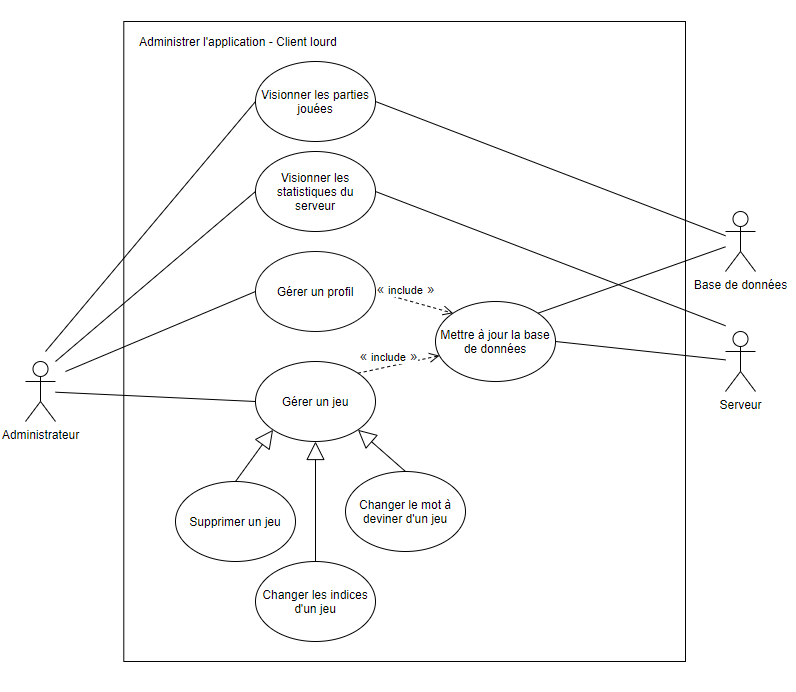 Administrer l'application - Client lourd
Visionner les parties
jouées
Visionner les
statistiques du
serveur
Gérer un profil
« include »
Mettre à jour la base
de données
« include »
Gérer un jeu
Supprimer un jeu
Changer le mot à
deviner d'un jeu
Changer les indices
d'un jeu
Administrateur
Base de données
Serveur